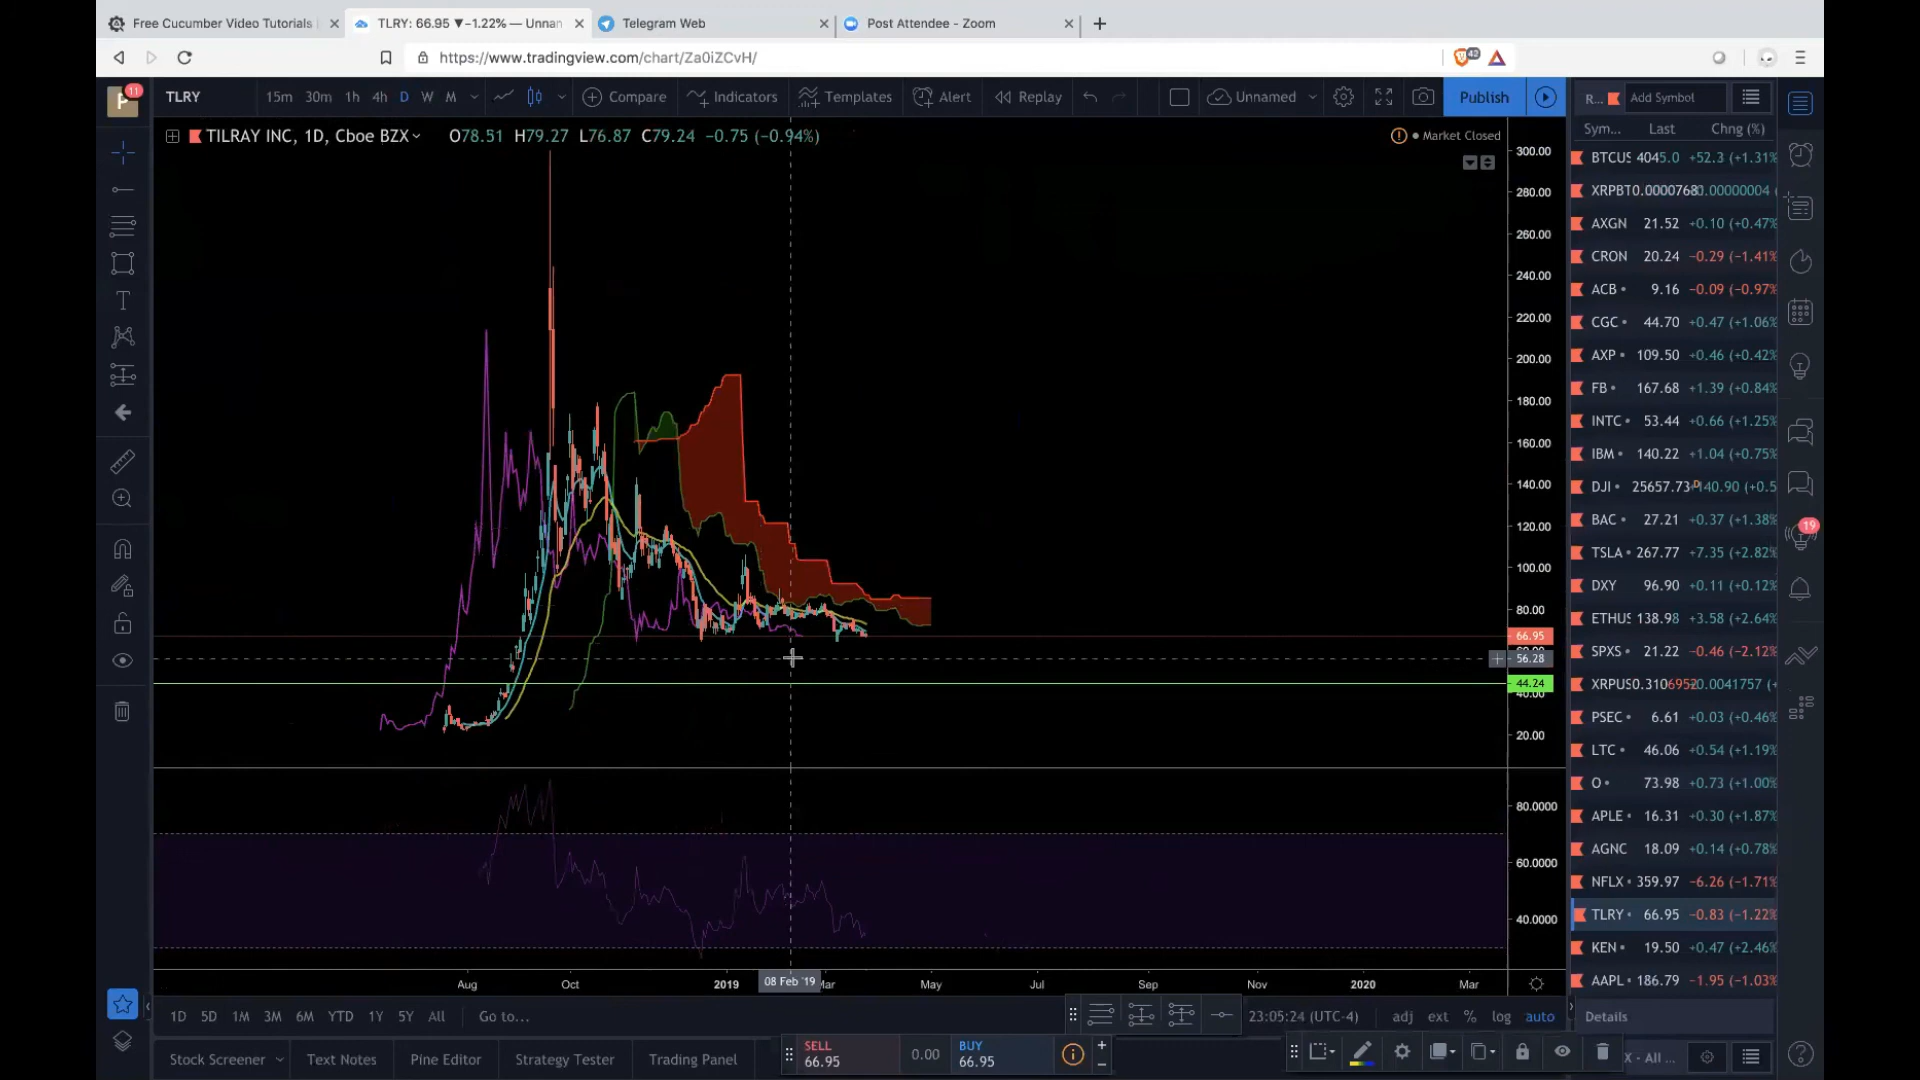 Free Cucumber Video Tutorials
TLRY: 66.95 ▼−1.22% — Unnan
Telegram Web
Post Attendee - Zoom
https://www.tradingview.com/chart/Za0iZCvH/
42
11
TLRY
15m 30m 1h 4h D W M
Compare
Indicators
Templates
Alert
Replay
Unnamed
Publish
R...
Add Symbol
TILRAY INC, 1D, Cboe BZX
O78.51 H79.27 L76.87 C79.24 −0.75 (−0.94%)
Market Closed
Sym... Last Chng (%)
BTCUS 4045.0 +52.3 (+1.31%
AXGN 21.52 +0.10 (+0.47%
CRON 20.24 −0.29 (−1.41%
ACB 9.16 −0.09 (−0.97%
CGC 44.70 +0.47 (+1.06%
AXP 109.50 +0.46 (+0.42%
FB 167.68 +1.39 (+0.84%
INTC 53.44 +0.66 (+1.25%
IBM 140.22 +1.04 (+0.75%
DJI 25657.73 +140.90 (+0.5
BAC 27.21 +0.37 (+1.38%
TSLA 267.77 +7.35 (+2.82%
DXY 96.90 +0.11 (+0.12%
ETHUS 138.98 +3.58 (+2.64%
SPXS 21.22 −0.46 (−2.12%
PSEC 6.61 +0.03 (+0.46%
LTC 46.06 +0.54 (+1.19%
O 73.98 +0.73 (+1.00%
APLE 16.31 +0.30 (+1.87%
AGNC 18.09 +0.14 (+0.78%
NFLX 359.97 −6.26 (−1.71%
TLRY 66.95 −0.83 (−1.22%
KEN 19.50 +0.47 (+2.46%
AAPL 186.79 −1.95 (−1.03%
19
300.00
280.00
260.00
240.00
220.00
200.00
180.00
160.00
140.00
120.00
100.00
80.00
66.95
56.28
44.24
20.00
80.0000
60.0000
40.0000
Aug Oct 2019 08 Feb '19 Mar May Jul Sep Nov 2020 Mar
1D 5D 1M 3M 6M YTD 1Y 5Y All Go to...
23:05:24 (UTC-4) adj ext % log auto
Details
Stock Screener Text Notes Pine Editor Strategy Tester Trading Panel
SELL
66.95
0.00
BUY
66.95
X - All ...